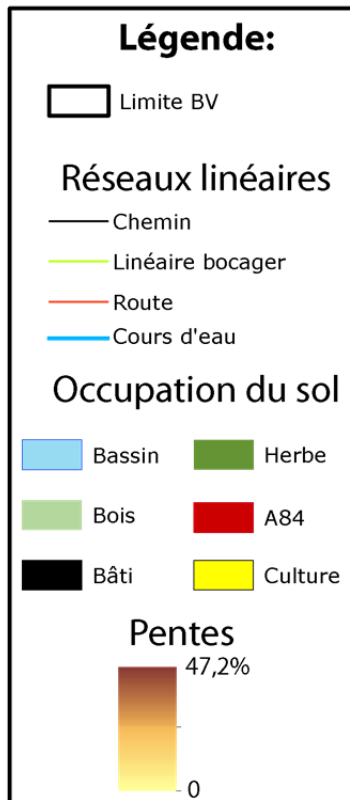 Légende:
Limite BV
Réseaux linéaires
Chemin
Linéaire bocager
Route
Cours d'eau
Occupation du sol
Bassin Herbe
Bois A84
Bâti Culture
Pentes
47,2%
0